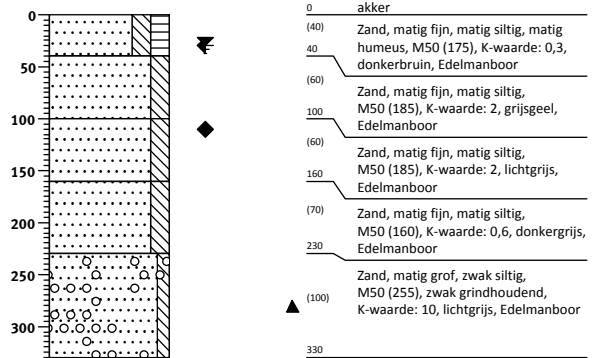 0
50
100
150
200
250
300
0 akker
(40)
Zand, matig fijn, matig siltig, matig
humeus, M50 (175), K-waarde: 0,3,
donkerbruin, Edelmanboor
40
(60)
Zand, matig fijn, matig siltig,
M50 (185), K-waarde: 2, grijsgeel,
Edelmanboor
100
(60)
Zand, matig fijn, matig siltig,
M50 (185), K-waarde: 2, lichtgrijs,
Edelmanboor
160
(70)
Zand, matig fijn, matig siltig,
M50 (160), K-waarde: 0,6, donkergrijs,
Edelmanboor
230
Zand, matig grof, zwak siltig,
M50 (255), zwak grindhoudend,
K-waarde: 10, lichtgrijs, Edelmanboor
(100)
330